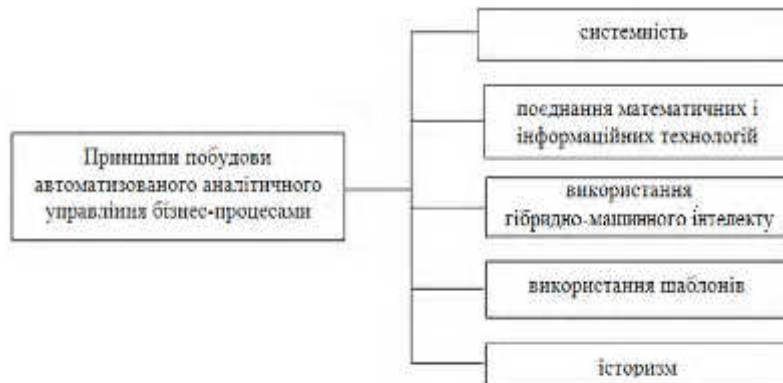 системність
поєднання математичних і
інформаційних технологій
Принципи побудови
автоматизованого аналітичного
управління бізнес-процесами
використання
гібридно-машинного інтелекту
використання шаблонів
історизм